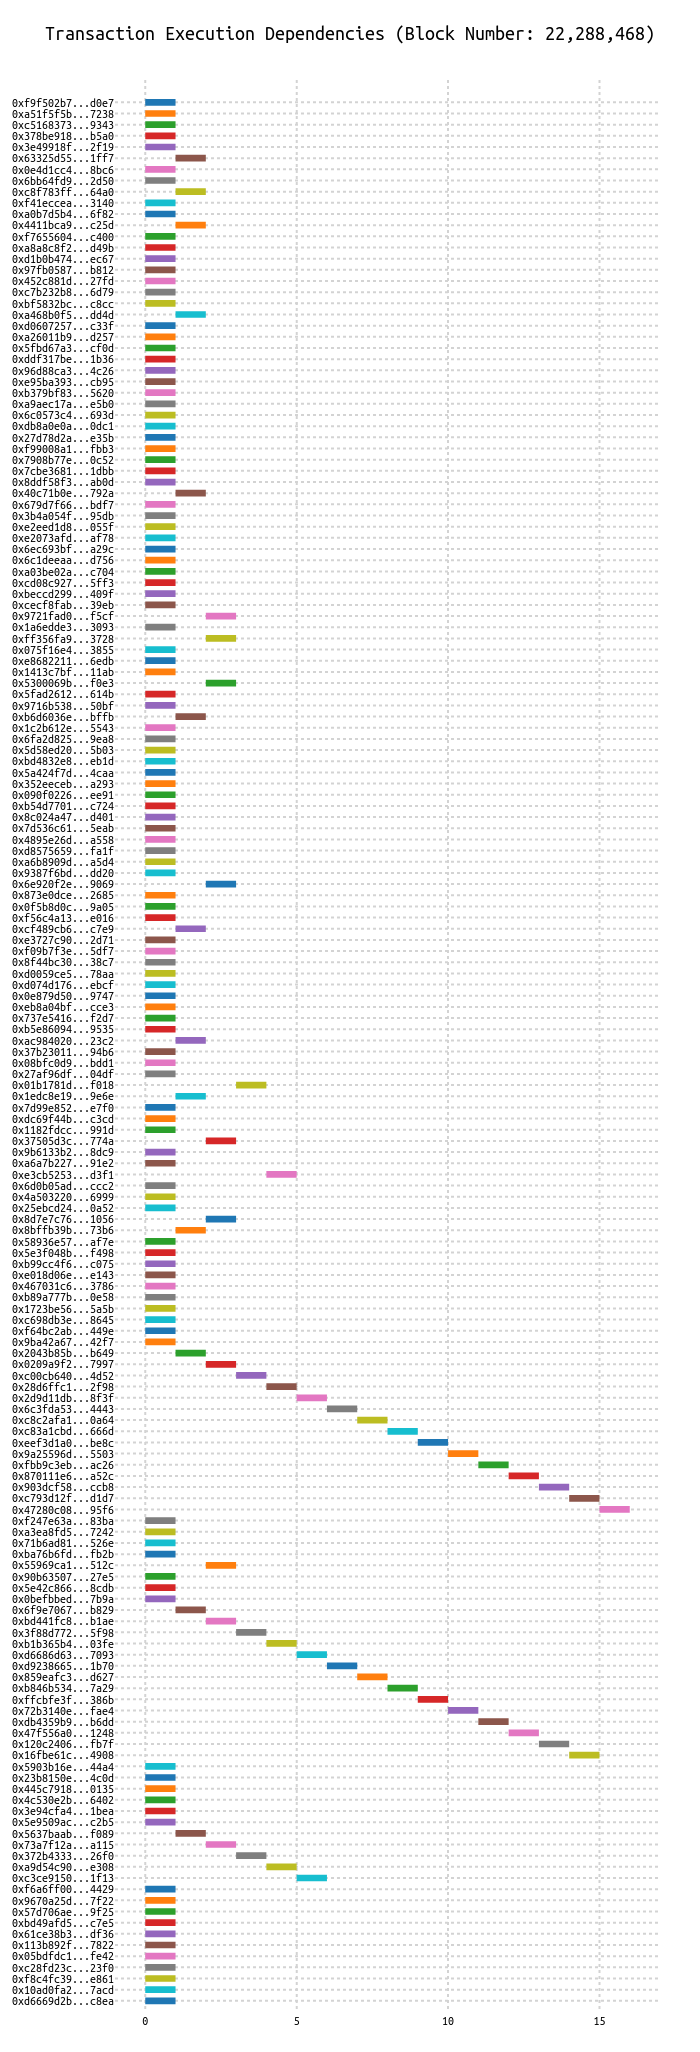 Transaction Execution Dependencies (Block Number: 22,288,468)
0xf9f502b7...d0e7
0xa51f5f5b...7238
0xc5168373...9343
0x378be918...b5a0
0x3e49918f...2f19
0x63325d55...1ff7
0x0e4d1cc4...8bc6
0x6bb64fd9...2d50
0xc8f783ff...64a0
0xf41eccea...3140
0xa0b7d5b4...6f82
0x4411bca9...c25d
0xf7655604...c400
0xa8a8c8f2...d49b
0xd1b0b474...ec67
0x97fb0587...b812
0x452c881d...27fd
0xc7b232b8...6d79
0xbf5832bc...c8cc
0xa468b0f5...dd4d
0xd0607257...c33f
0xa26011b9...d257
0x5fbd67a3...cf0d
0xddf317be...1b36
0x96d88ca3...4c26
0xe95ba393...cb95
0xb379bf83...5620
0xa9aec17a...e5b0
0x6c0573c4...693d
0xdb8a0e0a...0dc1
0x27d78d2a...e35b
0xf99008a1...fbb3
0x7908b77e...0c52
0x7cbe3681...1dbb
0x8ddf58f3...ab0d
0x40c71b0e...792a
0x679d7f66...bdf7
0x3b4a054f...95db
0xe2eed1d8...055f
0xe2073afd...af78
0x6ec693bf...a29c
0x6c1deeaa...d756
0xa03be02a...c704
0xcd08c927...5ff3
0xbeccd299...409f
0xcecf8fab...39eb
0x9721fad0...f5cf
0x1a6edde3...3093
0xff356fa9...3728
0x075f16e4...3855
0xe8682211...6edb
0x1413c7bf...11ab
0x5300069b...f0e3
0x5fad2612...614b
0x9716b538...50bf
0xb6d6036e...bffb
0x1c2b612e...5543
0x6fa2d825...9ea8
0x5d58ed20...5b03
0xbd4832e8...eb1d
0x5a424f7d...4caa
0x352eeceb...a293
0x090f0226...ee91
0xb54d7701...c724
0x8c024a47...d401
0x7d536c61...5eab
0x4895e26d...a558
0xd8575659...fa1f
0xa6b8909d...a5d4
0x9387f6bd...dd20
0x6e920f2e...9069
0x873e0dce...2685
0x0f5b8d0c...9a05
0xf56c4a13...e016
0xcf489cb6...c7e9
0xe3727c90...2d71
0xf09b7f3e...5df7
0x8f44bc30...38c7
0xd0059ce5...78aa
0xd074d176...ebcf
0x0e879d50...9747
0xeb8a04bf...cce3
0x737e5416...f2d7
0xb5e86094...9535
0xac984020...23c2
0x37b23011...94b6
0x08bfc0d9...bdd1
0x27af96df...04df
0x01b1781d...f018
0x1edc8e19...9e6e
0x7d99e852...e7f0
0xdc69f44b...c3cd
0x1182fdcc...991d
0x37505d3c...774a
0x9b6133b2...8dc9
0xa6a7b227...91e2
0xe3cb5253...d3f1
0x6d0b05ad...ccc2
0x4a503220...6999
0x25ebcd24...0a52
0x8d7e7c76...1056
0x8bffb39b...73b6
0x58936e57...af7e
0x5e3f048b...f498
0xb99cc4f6...c075
0xe018d06e...e143
0x467031c6...3786
0xb89a777b...0e58
0x1723be56...5a5b
0xc698db3e...8645
0xf64bc2ab...449e
0x9ba42a67...42f7
0x2043b85b...b649
0x0209a9f2...7997
0xc00cb640...4d52
0x28d6ffc1...2f98
0x2d9d11db...8f3f
0x6c3fda53...4443
0xc8c2afa1...0a64
0xc83a1cbd...666d
0xeef3d1a0...be8c
0x9a25596d...5503
0xfbb9c3eb...ac26
0x870111e6...a52c
0x903dcf58...ccb8
0xc793d12f...d1d7
0x47280c08...95f6
0xf247e63a...83ba
0xa3ea8fd5...7242
0x71b6ad81...526e
0xba76b6fd...fb2b
0x55969ca1...512c
0x90b63507...27e5
0x5e42c866...8cdb
0x0befbbed...7b9a
0x6f9e7067...b829
0xbd441fc8...b1ae
0x3f88d772...5f98
0xb1b365b4...03fe
0xd6686d63...7093
0xd9238665...1b70
0x859eafc3...d627
0xb846b534...7a29
0xffcbfe3f...386b
0x72b3140e...fae4
0xdb4359b9...b6dd
0x47f556a0...1248
0x120c2406...fb7f
0x16fbe61c...4908
0x5903b16e...44a4
0x23b8150e...4c0d
0x445c7918...0135
0x4c530e2b...6402
0x3e94cfa4...1bea
0x5e9509ac...c2b5
0x5637baab...f089
0x73a7f12a...a115
0x372b4333...26f0
0xa9d54c90...e308
0xc3ce9150...1f13
0xf6a6ff00...4429
0x9670a25d...7f22
0x57d706ae...9f25
0xbd49afd5...c7e5
0x61ce38b3...df36
0x113b892f...7822
0x05bdfdc1...fe42
0xc28fd23c...23f0
0xf8c4fc39...e861
0x10ad0fa2...7acd
0xd6669d2b...c8ea
0 5 10 15